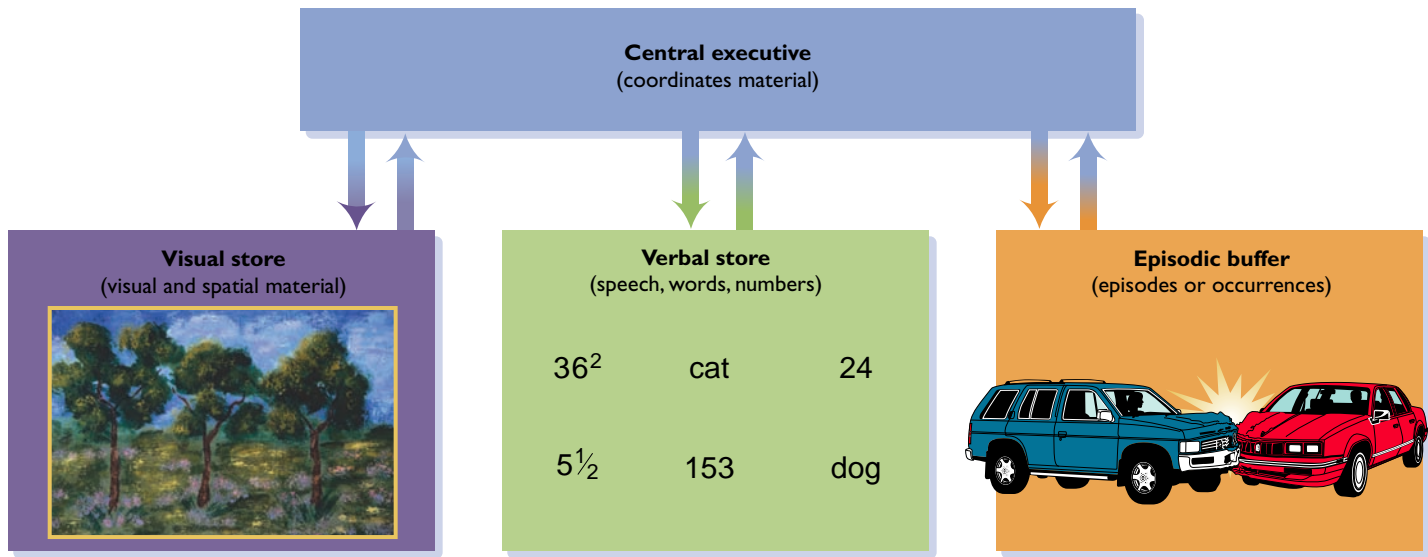 Central executive
(coordinates material)
Visual store
(visual and spatial material)
Verbal store
(speech, words, numbers)
36² cat 24
5½ 153 dog
Episodic buffer
(episodes or occurrences)